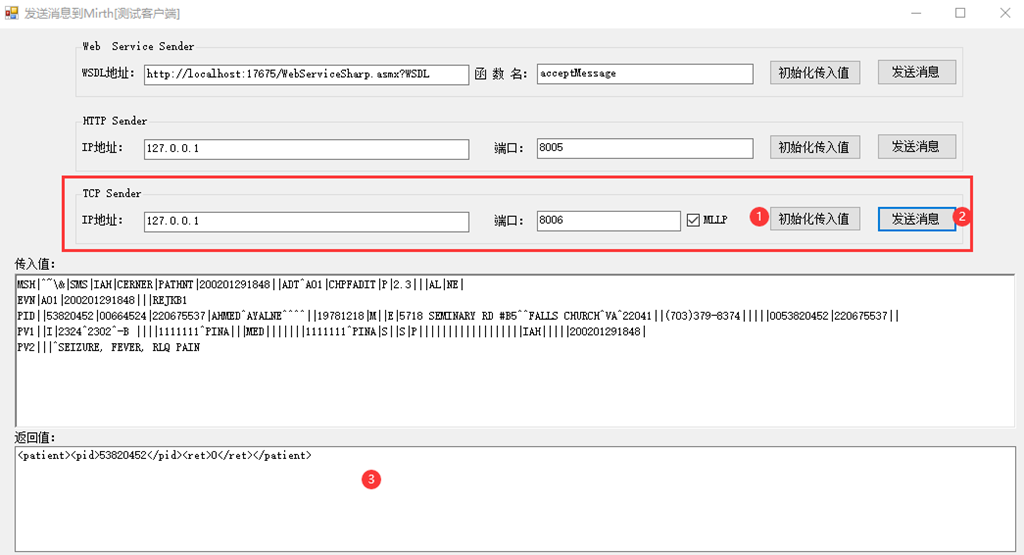 发送消息到Mirth[测试客户端]
Web Service Sender
WSDL地址: http://localhost:17675/WebServiceSharp.asmx?WSDL 函 数 名: acceptMessage 初始化传入值 发送消息
HTTP Sender
IP地址: 127.0.0.1 端口: 8005 初始化传入值 发送消息
TCP Sender
IP地址: 127.0.0.1 端口: 8006 MLLP 1 初始化传入值 发送消息 2
传入值:
MSH|^~\&|SMS|IAH|CERNER|PATHNT|200201291848||ADT^A01|CHPFADIT|P|2.3|||AL|NE|
EVN|A01|200201291848|||REJKB1
PID||53820452|00664524|220675537|AHMED^AYALNE^^^^||19781218|M||E|5718 SEMINARY RD #B5^^FALLS CHURCH^VA^22041||(703)379-8374|||||0053820452|220675537||
PV1||I|2324^2302^-B ||||1111111^PINA|||MED|||||||1111111^PINA|S||S|P||||||||||||||||||IAH|||||200201291848|
PV2|||^SEIZURE, FEVER, RLQ PAIN
返回值:
<patient><pid>53820452</pid><ret>0</ret></patient>
3